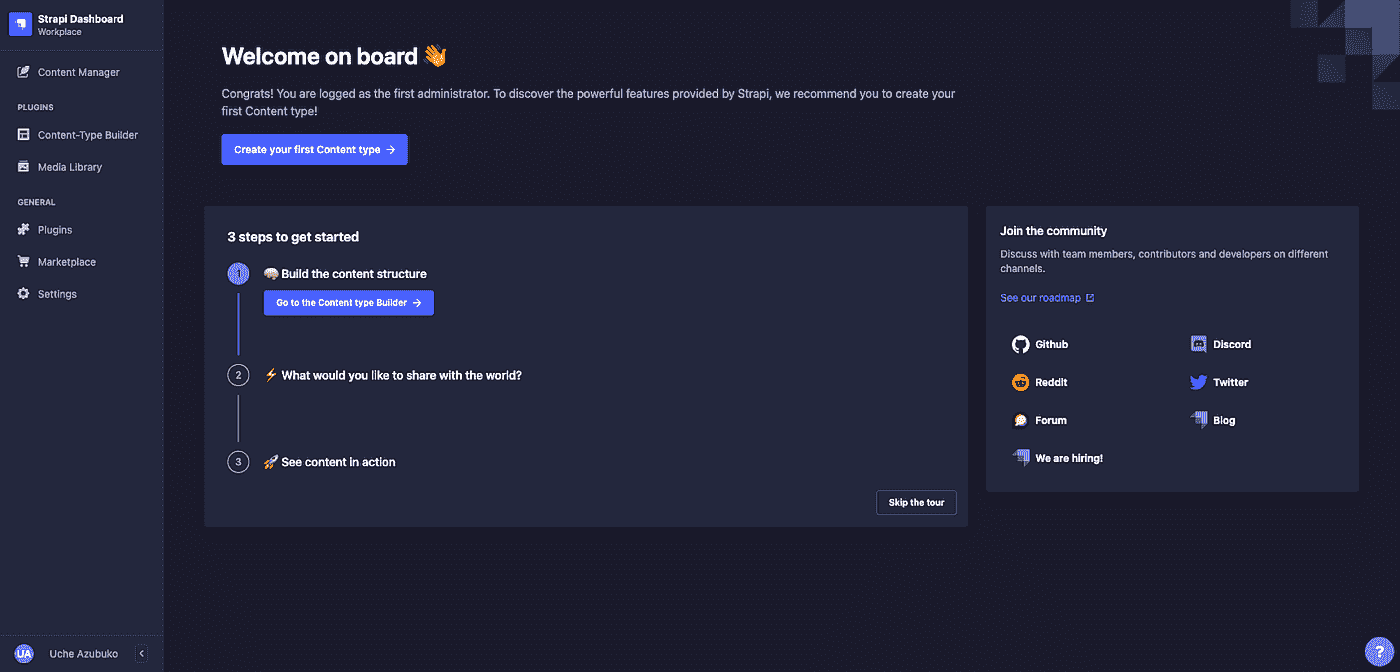 Strapi Dashboard
Workplace
Content Manager
PLUGINS
Content-Type Builder
Media Library
GENERAL
Plugins
Marketplace
Settings
UA
Uche Azubuko
Welcome on board 👋
Congrats! You are logged as the first administrator. To discover the powerful features provided by Strapi, we recommend you to create your
first Content type!
Create your first Content type →
3 steps to get started
1
🧠 Build the content structure
Go to the Content type Builder →
2
⚡ What would you like to share with the world?
3
🚀 See content in action
Skip the tour
Join the community
Discuss with team members, contributors and developers on different
channels.
See our roadmap
Github
Discord
Reddit
Twitter
Forum
Blog
We are hiring!
?